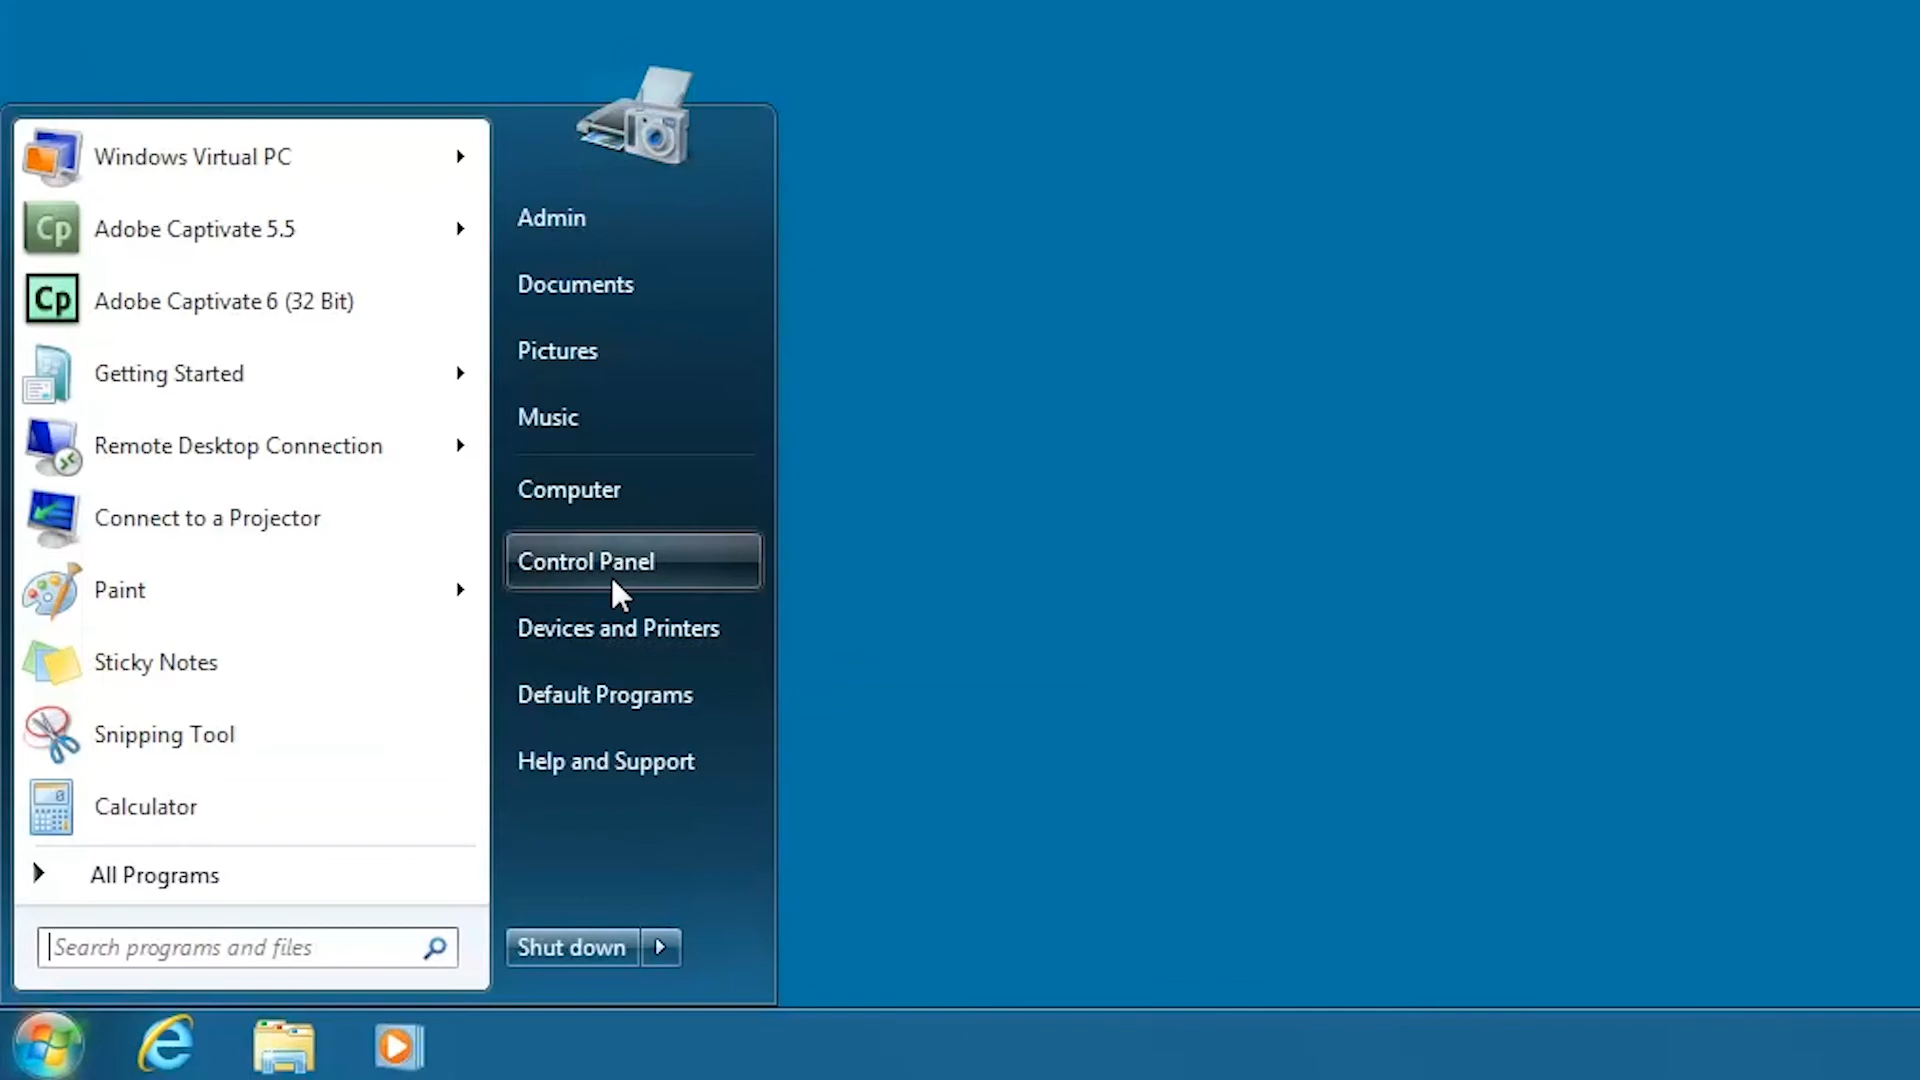 Windows Virtual PC
Cp
Adobe Captivate 5.5
Cp
Adobe Captivate 6 (32 Bit)
Getting Started
Remote Desktop Connection
Connect to a Projector
Paint
Sticky Notes
Snipping Tool
0
Calculator
All Programs
Search programs and files
Admin
Documents
Pictures
Music
Computer
Control Panel
Devices and Printers
Default Programs
Help and Support
Shut down